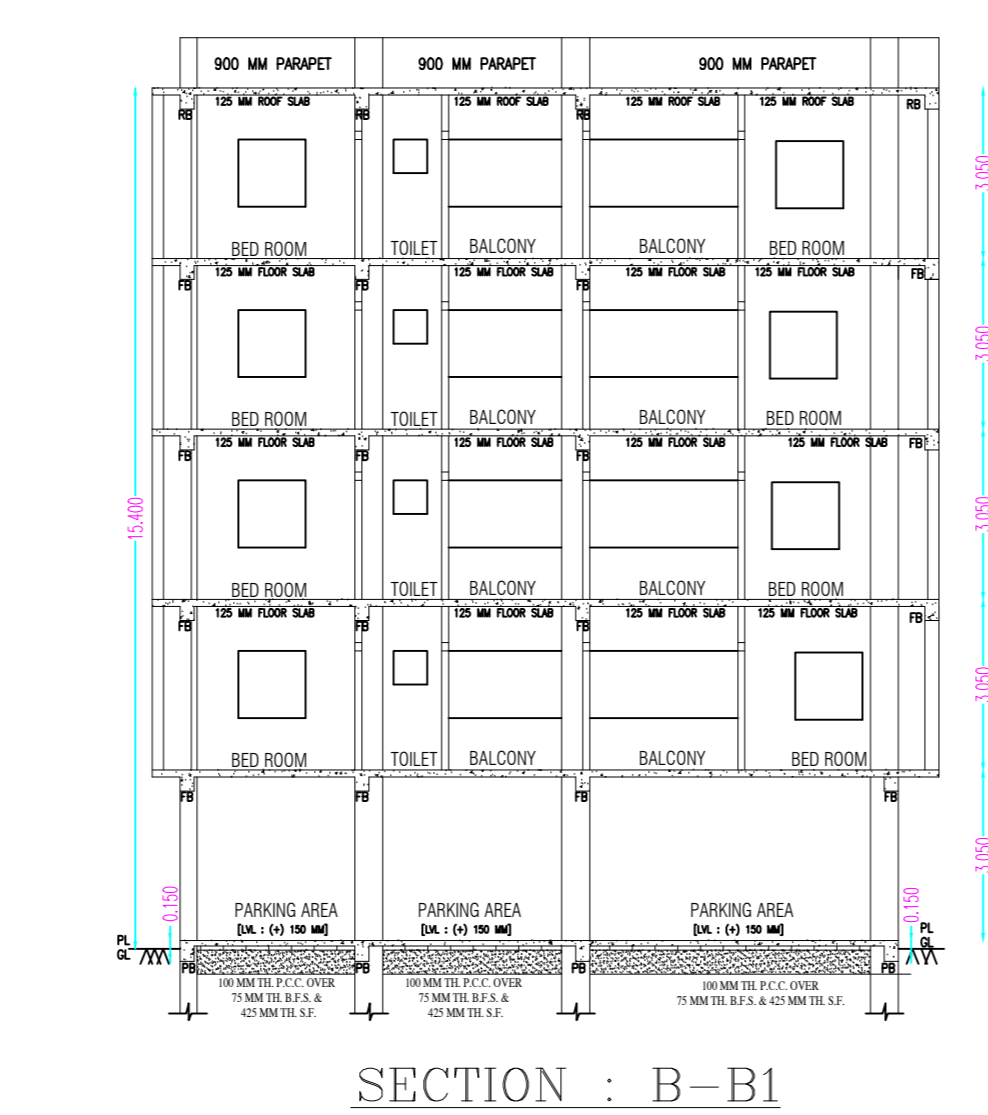 900 MM PARAPET 900 MM PARAPET 900 MM PARAPET
125 MM ROOF SLAB 125 MM ROOF SLAB 125 MM ROOF SLAB 125 MM ROOF SLAB
RB RB RB RB
3.050
BED ROOM TOILET BALCONY BALCONY BED ROOM
125 MM FLOOR SLAB 125 MM FLOOR SLAB 125 MM FLOOR SLAB 125 MM FLOOR SLAB
FB FB FB FB
3.050
BED ROOM TOILET BALCONY BALCONY BED ROOM
125 MM FLOOR SLAB 125 MM FLOOR SLAB 125 MM FLOOR SLAB 125 MM FLOOR SLAB
FB FB FB FB
15.400
3.050
BED ROOM TOILET BALCONY BALCONY BED ROOM
125 MM FLOOR SLAB 125 MM FLOOR SLAB 125 MM FLOOR SLAB 125 MM FLOOR SLAB
FB FB FB FB
3.050
BED ROOM TOILET BALCONY BALCONY BED ROOM
FB FB FB FB
3.050
0.150 0.150
PARKING AREA PARKING AREA PARKING AREA
[LVL : (+) 150 MM] [LVL : (+) 150 MM] [LVL : (+) 150 MM]
PL PL
GL GL
PB PB PB PB
100 MM TH. P.C.C. OVER
75 MM TH. B.F.S. &
425 MM TH. S.F.
100 MM TH. P.C.C. OVER
75 MM TH. B.F.S. &
425 MM TH. S.F.
100 MM TH. P.C.C. OVER
75 MM TH. B.F.S. & 425 MM TH. S.F.
SECTION : B-B1